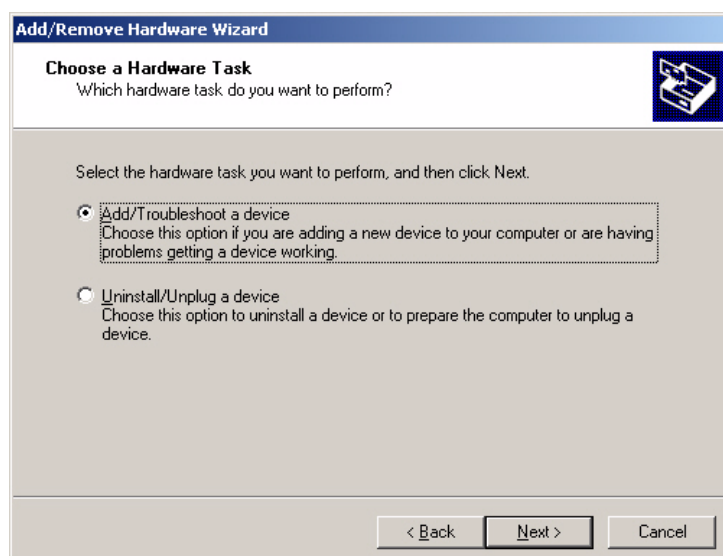 Add/Remove Hardware Wizard
Choose a Hardware Task
Which hardware task do you want to perform?
Select the hardware task you want to perform, and then click Next.
Add/Troubleshoot a device
Choose this option if you are adding a new device to your computer or are having
problems getting a device working.
Uninstall/Unplug a device
Choose this option to uninstall a device or to prepare the computer to unplug a
device.
< Back
Next >
Cancel